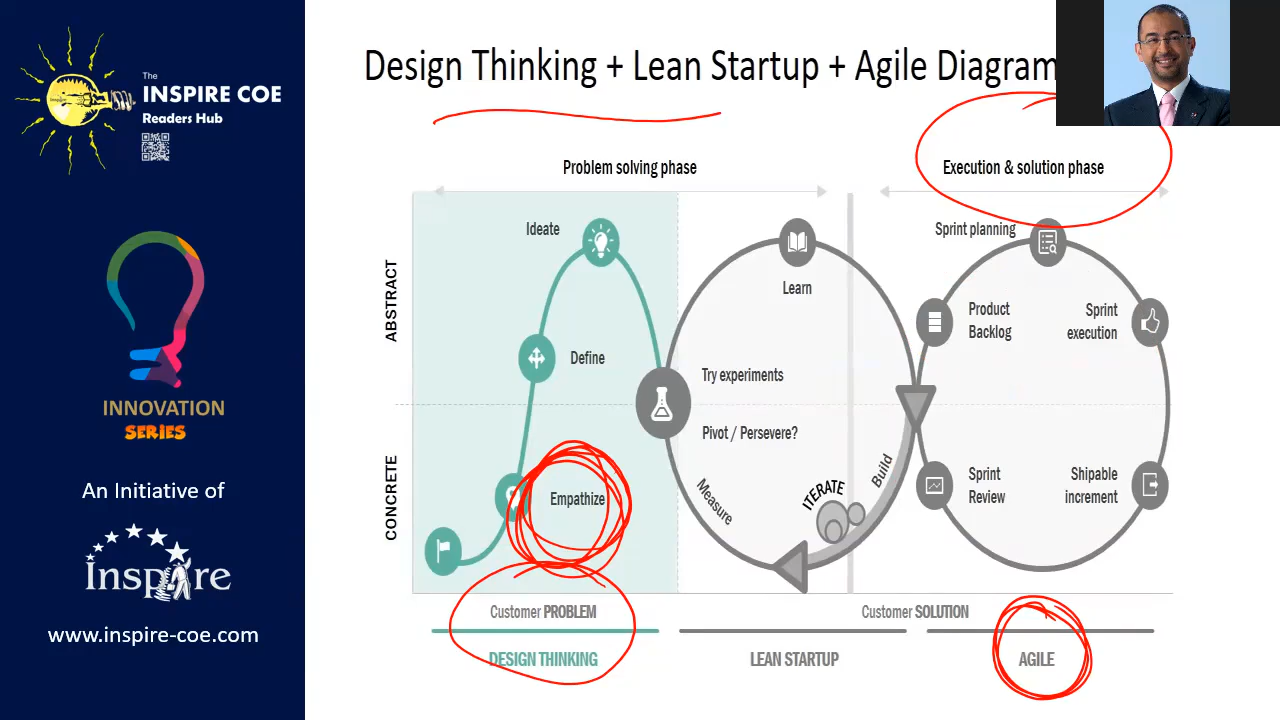 The
INSPIRE COE
Readers Hub
INNOVATION
SERIES
An Initiative of
Inspire
www.inspire-coe.com
Design Thinking + Lean Startup + Agile Diagram
Problem solving phase
Execution & solution phase
ABSTRACT
CONCRETE
Ideate
Define
Empathize
Learn
Try experiments
Pivot / Persevere?
Measure
ITERATE
Build
Sprint planning
Product
Backlog
Sprint
execution
Sprint
Review
Shipable
increment
Customer PROBLEM
Customer SOLUTION
DESIGN THINKING
LEAN STARTUP
AGILE